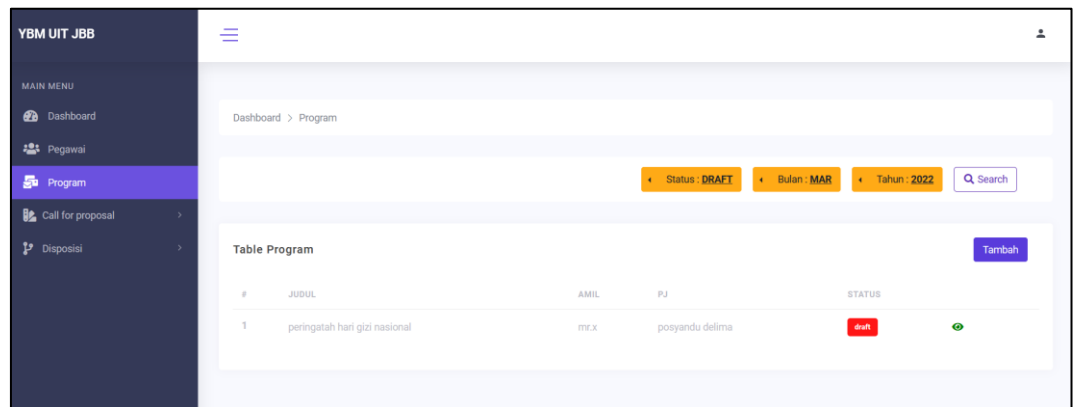 YBM UIT JBB
MAIN MENU
Dashboard
Pegawai
Program
Call for proposal
Disposisi
Dashboard > Program
Status : DRAFT Bulan : MAR Tahun : 2022 Search
Table Program Tambah
# JUDUL AMIL PJ STATUS
1 peringatah hari gizi nasional mr.x posyandu delima draft